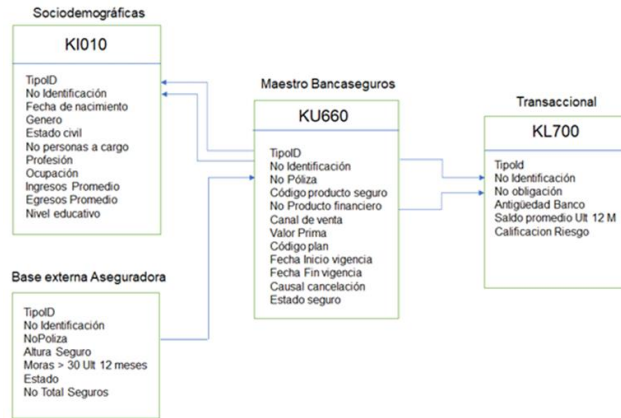 Sociodemográficas
KI010
TipoID
No Identificación
Fecha de nacimiento
Genero
Estado civil
No personas a cargo
Profesión
Ocupación
Ingresos Promedio
Egresos Promedio
Nivel educativo
Maestro Bancaseguros
KU660
TipoID
No Identificación
No Póliza
Código producto seguro
No Producto financiero
Canal de venta
Valor Prima
Código plan
Fecha Inicio vigencia
Fecha Fin vigencia
Causal cancelación
Estado seguro
Transaccional
KL700
TipoId
No Identificación
No obligación
Antigüedad Banco
Saldo promedio Ult 12 M
Calificacion Riesgo
Base externa Aseguradora
TipoID
No Identificación
NoPoliza
Altura Seguro
Moras > 30 Ult 12 meses
Estado
No Total Seguros